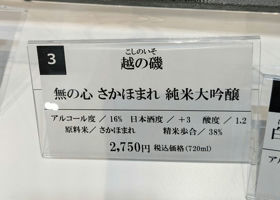 3
こしのいそ
越の磯
無の心 さかほまれ 純米大吟醸
アルコール度／16% 日本酒度／+3 酸度／1.2
原料米／さかほまれ 精米歩合／38%
2,750円 税込価格(720ml)
白